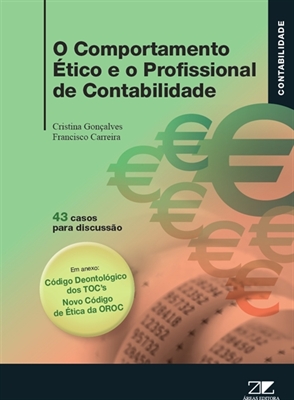 CONTABILIDADE
O Comportamento
Ético e o Profissional
de Contabilidade
Cristina Gonçalves
Francisco Carreira
43 casos
para discussão
Em anexo:
Código Deontológico
dos TOC's
Novo Código
de Ética da OROC
ÁREAS EDITORA